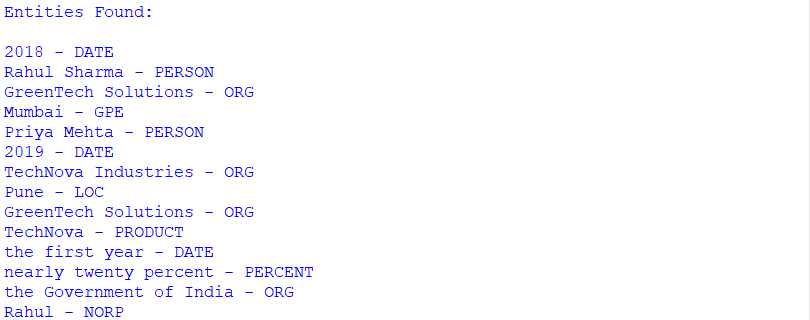 Entities Found:
2018 - DATE
Rahul Sharma - PERSON
GreenTech Solutions - ORG
Mumbai - GPE
Priya Mehta - PERSON
2019 - DATE
TechNova Industries - ORG
Pune - LOC
GreenTech Solutions - ORG
TechNova - PRODUCT
the first year - DATE
nearly twenty percent - PERCENT
the Government of India - ORG
Rahul - NORP